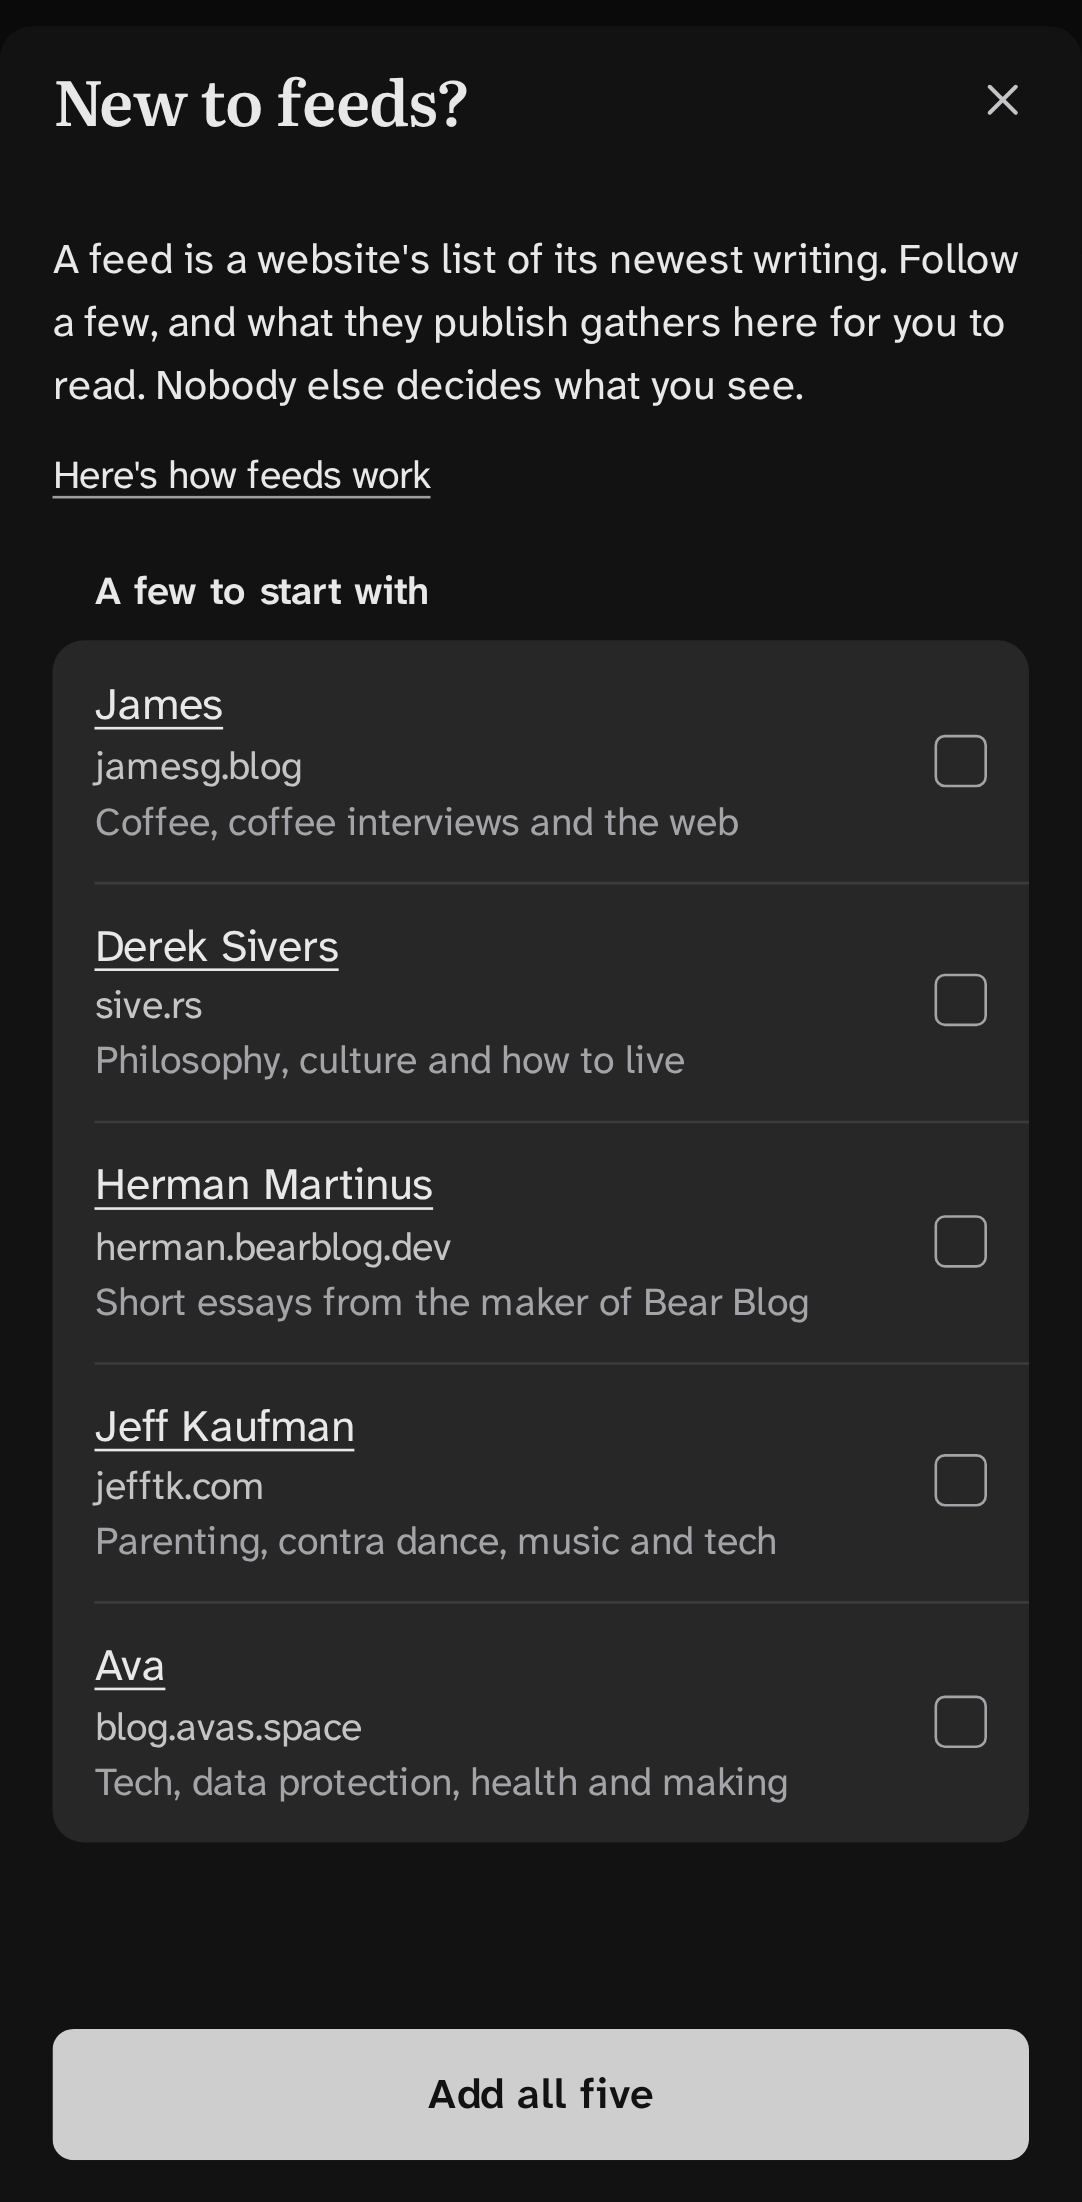 New to feeds?
A feed is a website's list of its newest writing. Follow
a few, and what they publish gathers here for you to
read. Nobody else decides what you see.
Here's how feeds work
A few to start with
James
jamesg.blog
Coffee, coffee interviews and the web
Derek Sivers
sive.rs
Philosophy, culture and how to live
Herman Martinus
herman.bearblog.dev
Short essays from the maker of Bear Blog
Jeff Kaufman
jefftk.com
Parenting, contra dance, music and tech
Ava
blog.avas.space
Tech, data protection, health and making
Add all five